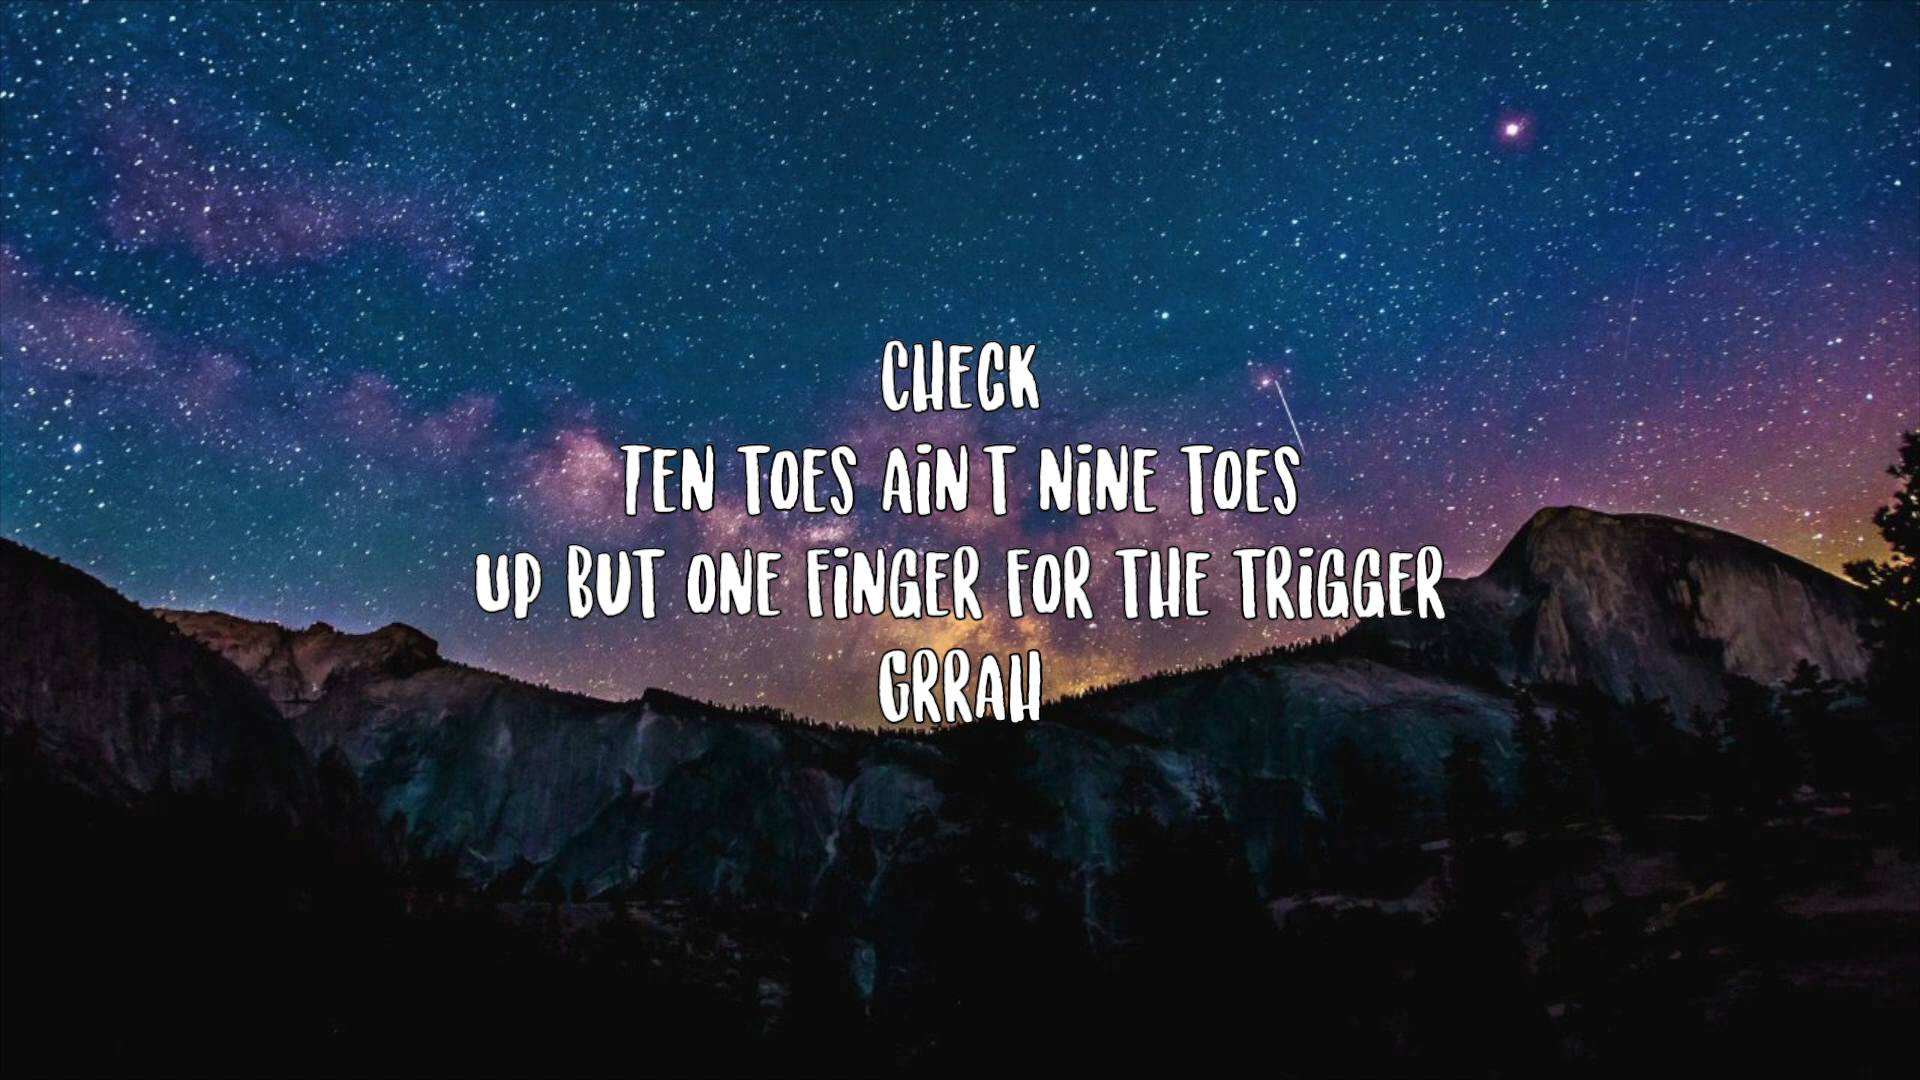 CHECK
TEN TOES AIN T NINE TOES
UP BUT ONE FINGER FOR THE TRIGGER
GRRAH